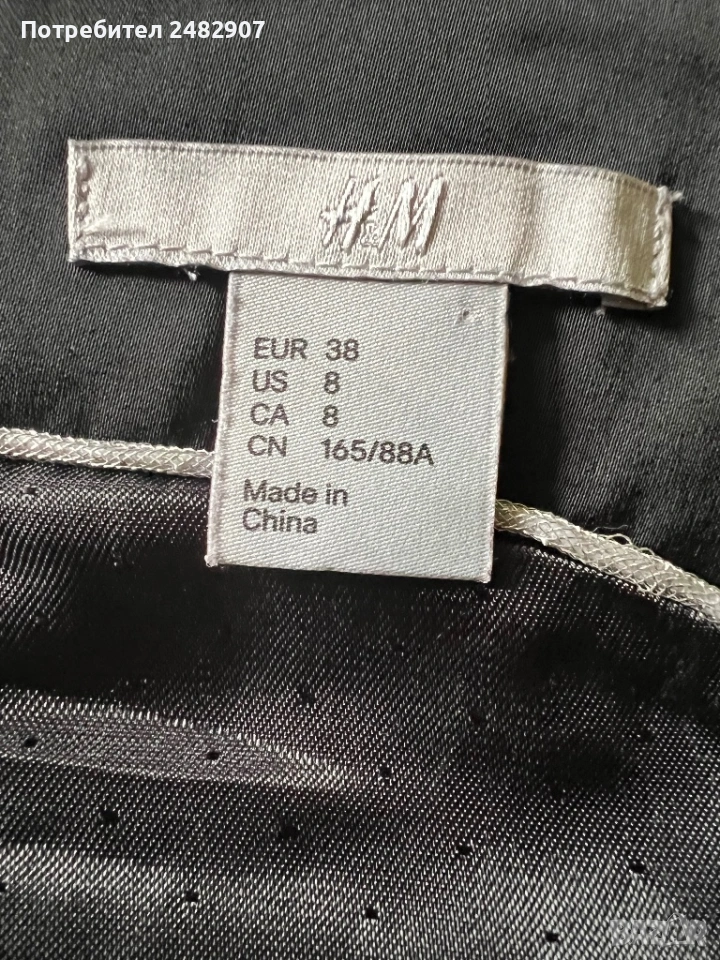 Потребител 2482907
H&M
EUR 38
US 8
CA 8
CN 165/88A
Made in
China